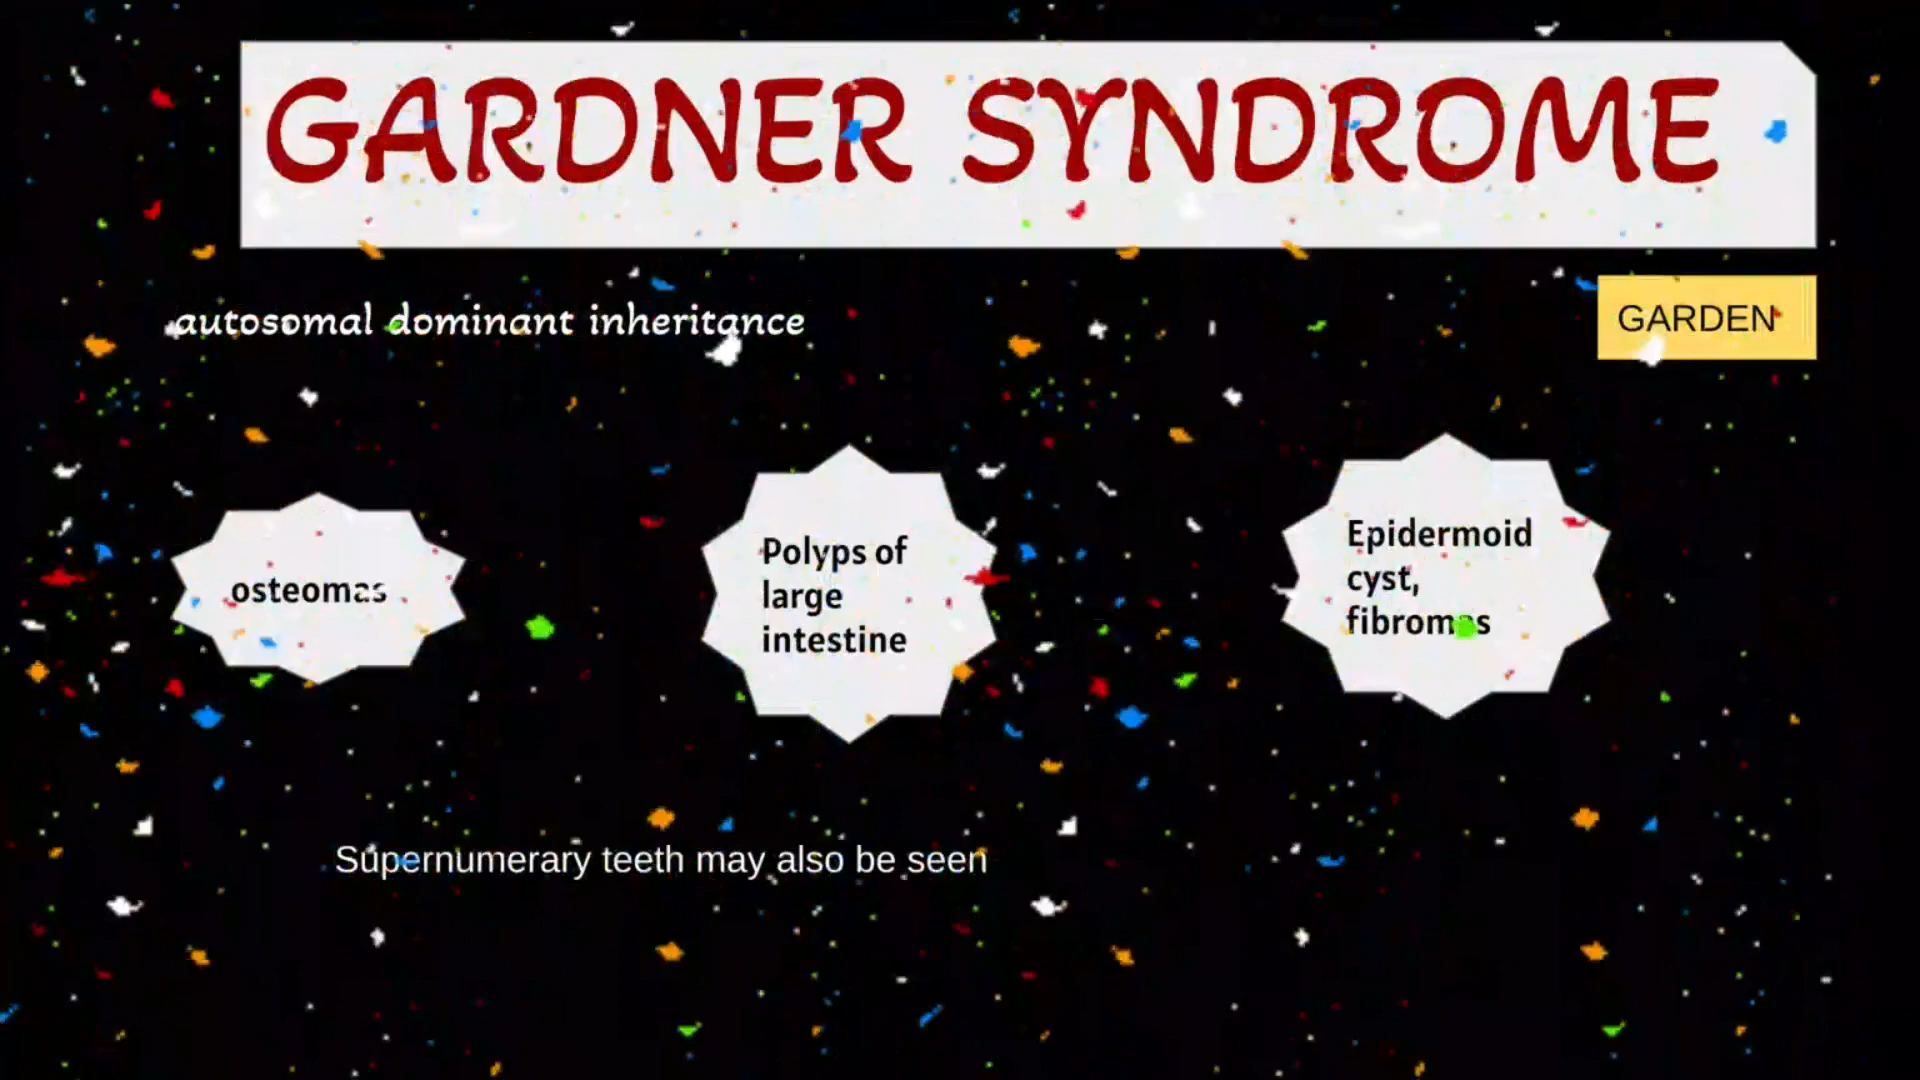 GARDNER SYNDROME
autosomal dominant inheritance
GARDEN
osteomas
Polyps of
large
intestine
Epidermoid
cyst,
fibromas
Supernumerary teeth may also be seen